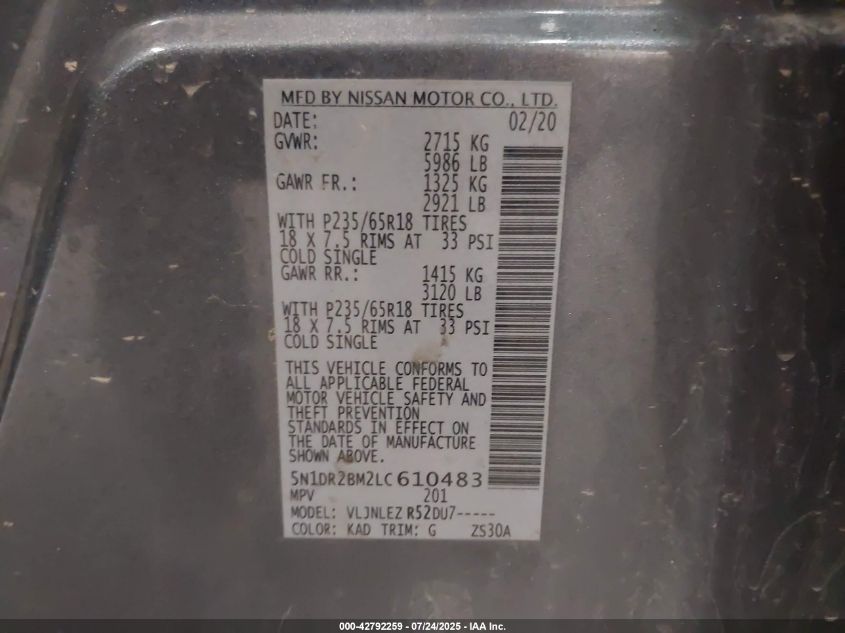 MFD BY NISSAN MOTOR CO., LTD.
DATE: 02/20
GVWR: 2715 KG
5986 LB
GAWR FR.: 1325 KG
2921 LB
WITH P235/65R18 TIRES
18 X 7.5 RIMS AT 33 PSI
COLD SINGLE
GAWR RR.: 1415 KG
3120 LB
WITH P235/65R18 TIRES
18 X 7.5 RIMS AT 33 PSI
COLD SINGLE
THIS VEHICLE CONFORMS TO
ALL APPLICABLE FEDERAL
MOTOR VEHICLE SAFETY AND
THEFT PREVENTION
STANDARDS IN EFFECT ON
THE DATE OF MANUFACTURE
SHOWN ABOVE.
5N1DR2BM2LC610483
MPV 201
MODEL: VLJNLEZ R52DU7-----
COLOR: KAD TRIM: G ZS30A
000-42792259 - 07/24/2025 - IAA Inc.